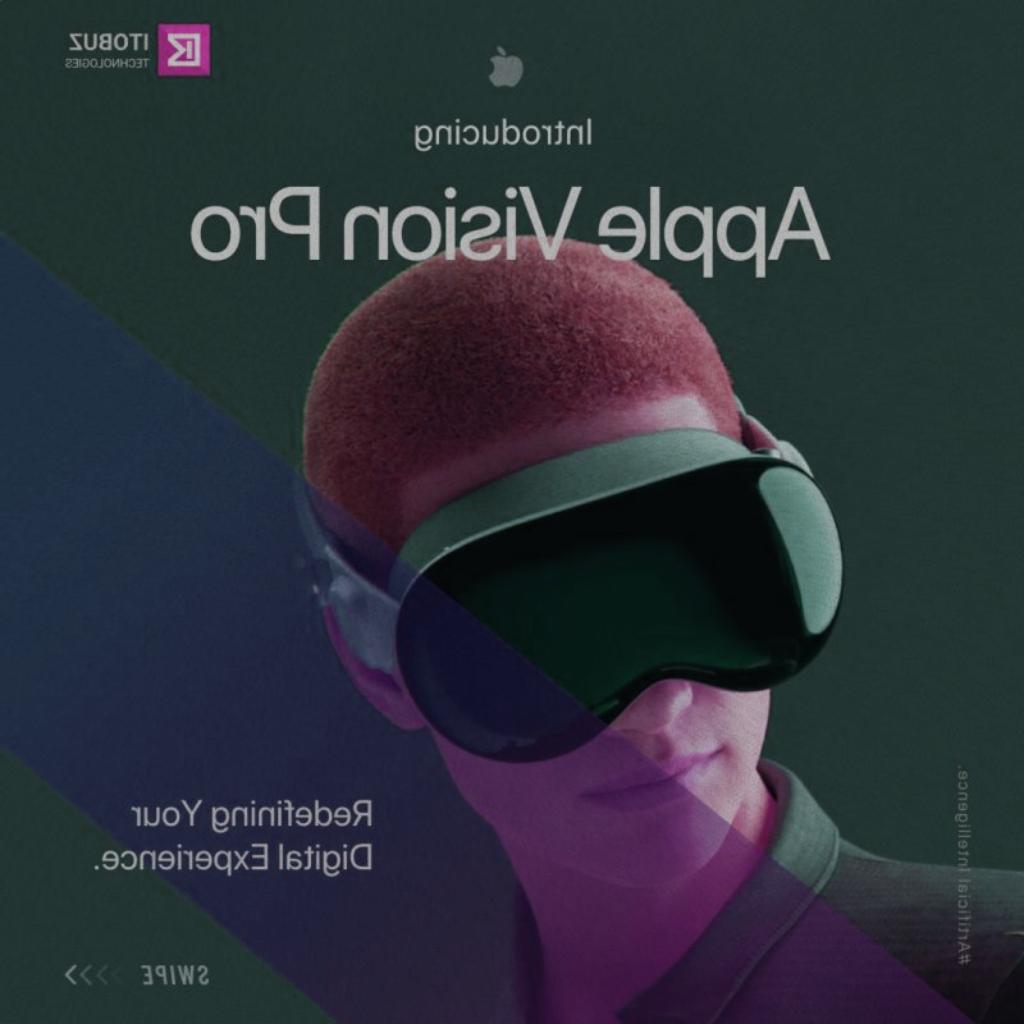 ITOBUZ
TECHNOLOGIES
Introducing
Apple Vision Pro
Redefining Your
Digital Experience.
#Artificial Intelligence.
SWIPE